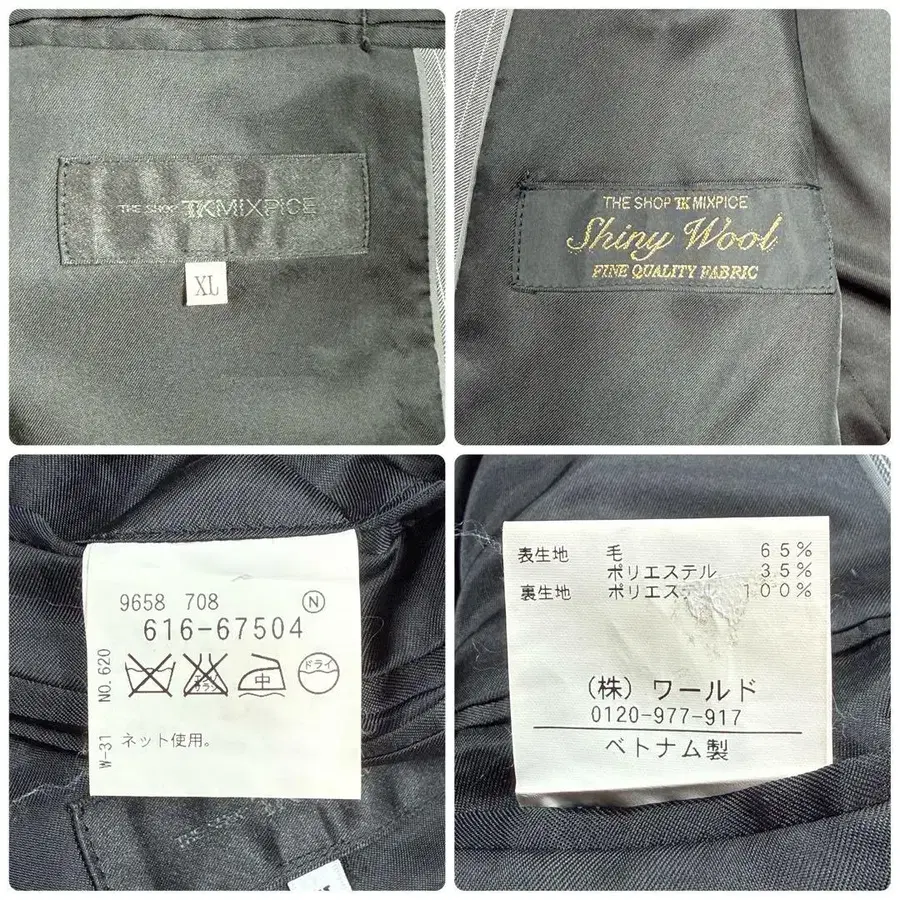 THE SHOP TK MIXPICE
XL
THE SHOP TK MIXPICE
Shiny Wool
FINE QUALITY FABRIC
9658 708 N
616-67504
NO. 620
W-31
中
ドライ
ネット使用。
表生地 毛 65%
ポリエステル 35%
裏生地 ポリエステ 100%
(株) ワールド
0120-977-917
ベトナム製